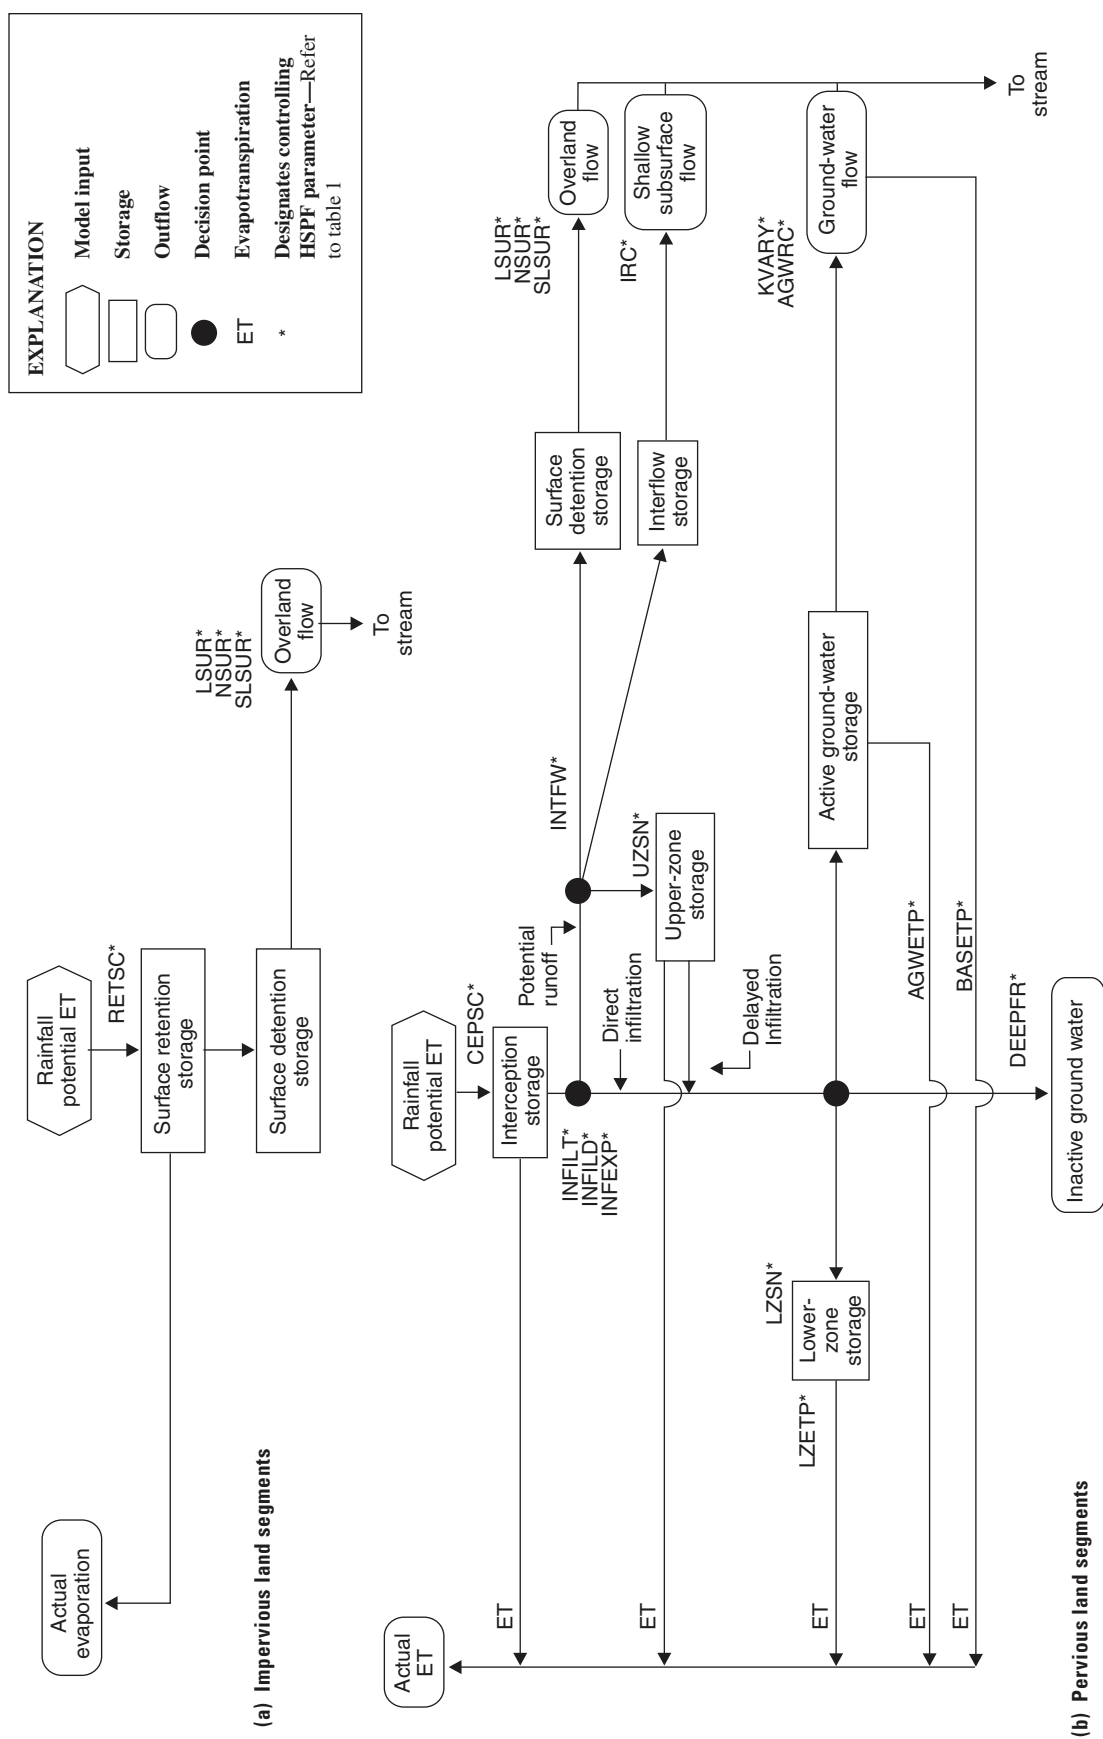 EXPLANATION
Model input
Storage
Outflow
Decision point
ET
Evapotranspiration
*
Designates controlling
HSPF parameter—Refer
to table 1
Rainfall
potential ET
RETSC*
Actual
evaporation
Surface retention
storage
Surface detention
storage
LSUR*
NSUR*
SLSUR*
Overland
flow
To
stream
(a) Impervious land segments
Rainfall
potential ET
CEPSC*
Actual
ET
ET
Interception
storage
INFILT*
INFILD*
INFEXP*
Potential
runoff
INTFW*
Surface
detention
storage
LSUR*
NSUR*
SLSUR*
Overland
flow
Direct
infiltration
UZSN*
Upper-zone
storage
Interflow
storage
IRC*
Shallow
subsurface
flow
ET
Delayed
Infiltration
LZSN*
LZETP*
Lower-
zone
storage
ET
Active ground-water
storage
KVARY*
AGWRC*
Ground-water
flow
To
stream
ET
AGWETP*
ET
BASETP*
DEEPFR*
Inactive ground water
(b) Pervious land segments